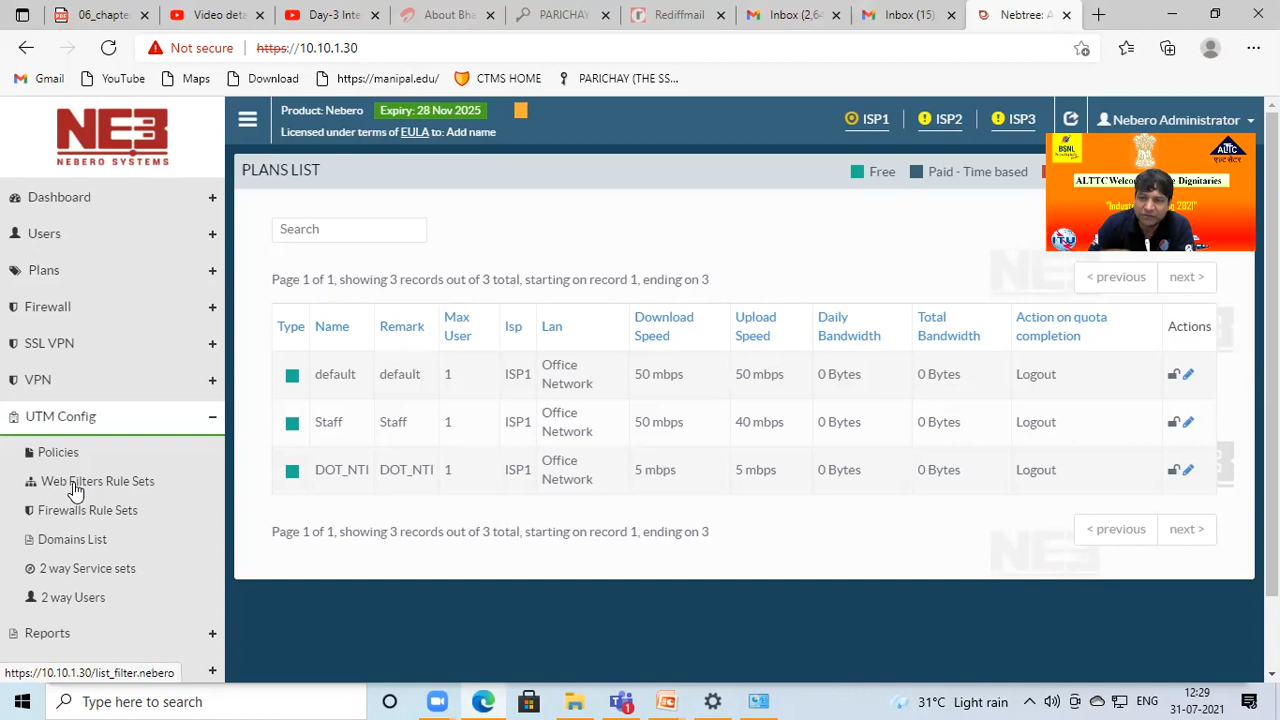 06_chapte
Video deta
Day_3 Inte
About Bha
PARICHAY
Rediffmail
Inbox (2,64
Inbox (15)
Nebero: An
Not secure https://10.10.1.30
Gmail YouTube Maps Download https://manipal.edu/ CTMS HOME PARICHAY (THE SS...
NE3
NEBERO SYSTEMS
Product: Nebero Expiry: 28 Nov 2025
Licensed under terms of EULA to: Add name
ISP1 ISP2 ISP3 Nebero Administrator
BSNL
ALTTC
ITU
Dashboard +
Users +
Plans +
Firewall +
SSL VPN +
VPN +
UTM Config −
Policies
Web Filters Rule Sets
Firewalls Rule Sets
Domains List
2 way Service sets
2 way Users
Reports +
+
https://10.10.1.30/list_filter.nebero
PLANS LIST
Free Paid - Time based
Search
Page 1 of 1, showing 3 records out of 3 total, starting on record 1, ending on 3
< previous next >
Type Name Remark Max User Isp Lan Download Speed Upload Speed Daily Bandwidth Total Bandwidth Action on quota completion Actions
default default 1 ISP1 Office Network 50 mbps 50 mbps 0 Bytes 0 Bytes Logout
Staff Staff 1 ISP1 Office Network 50 mbps 40 mbps 0 Bytes 0 Bytes Logout
DOT_NTI DOT_NTI 1 ISP1 Office Network 5 mbps 5 mbps 0 Bytes 0 Bytes Logout
Page 1 of 1, showing 3 records out of 3 total, starting on record 1, ending on 3
< previous next >
Type here to search
31°C Light rain
ENG
12:29
31-07-2021